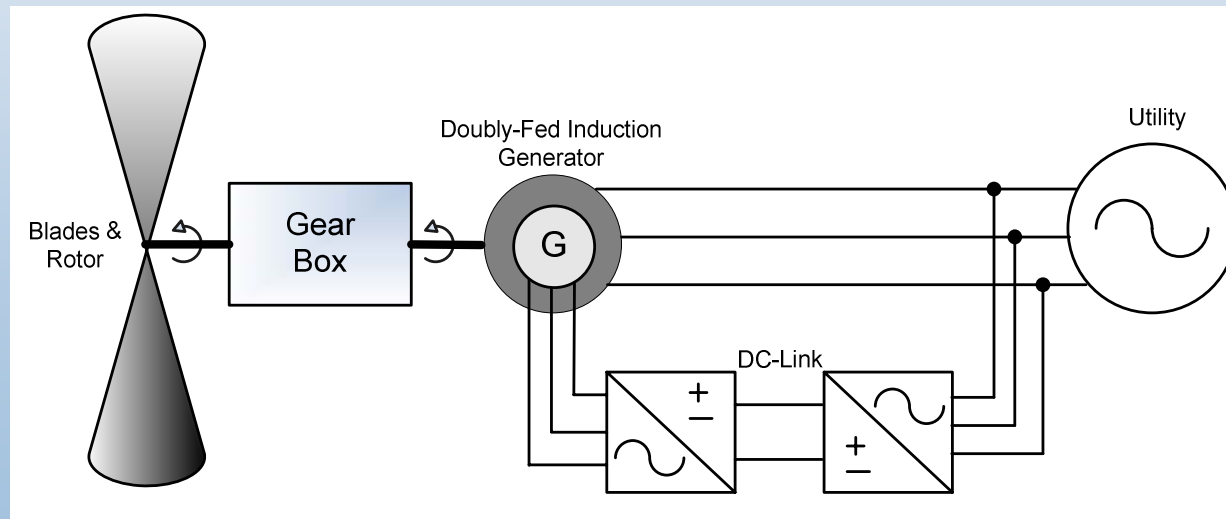 Doubly-Fed Induction
Generator
Utility
Blades &
Rotor
Gear
Box
G
DC-Link
+
−
+
−